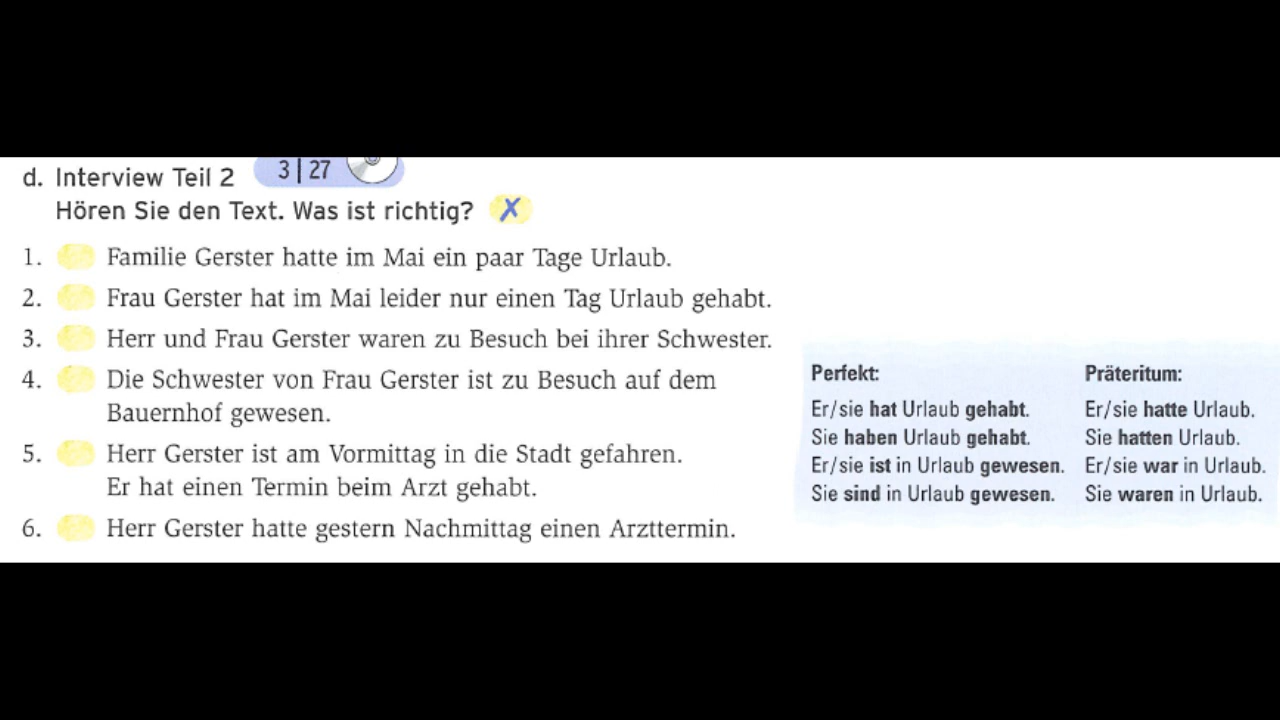 d. Interview Teil 2 3 | 27
Hören Sie den Text. Was ist richtig? X
1. Familie Gerster hatte im Mai ein paar Tage Urlaub.
2. Frau Gerster hat im Mai leider nur einen Tag Urlaub gehabt.
3. Herr und Frau Gerster waren zu Besuch bei ihrer Schwester.
4. Die Schwester von Frau Gerster ist zu Besuch auf dem
Bauernhof gewesen.
5. Herr Gerster ist am Vormittag in die Stadt gefahren.
Er hat einen Termin beim Arzt gehabt.
6. Herr Gerster hatte gestern Nachmittag einen Arzttermin.
Perfekt:
Er/sie hat Urlaub gehabt.
Sie haben Urlaub gehabt.
Er/sie ist in Urlaub gewesen.
Sie sind in Urlaub gewesen.
Präteritum:
Er/sie hatte Urlaub.
Sie hatten Urlaub.
Er/sie war in Urlaub.
Sie waren in Urlaub.